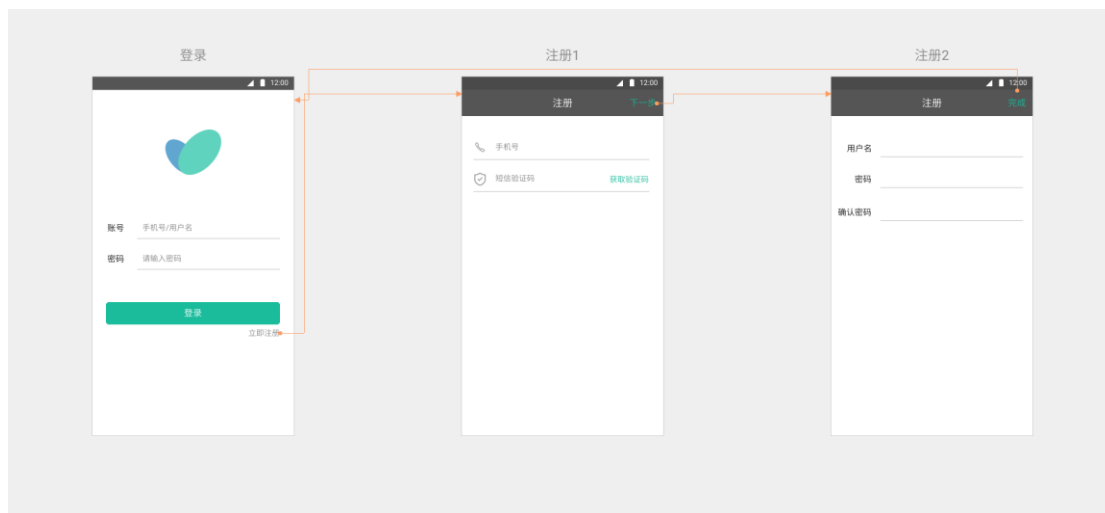 登录
12:00
账号 手机号/用户名
密码 请输入密码
登录
立即注册
注册1
12:00
注册 下一步
手机号
短信验证码 获取验证码
注册2
12:00
注册 完成
用户名
密码
确认密码